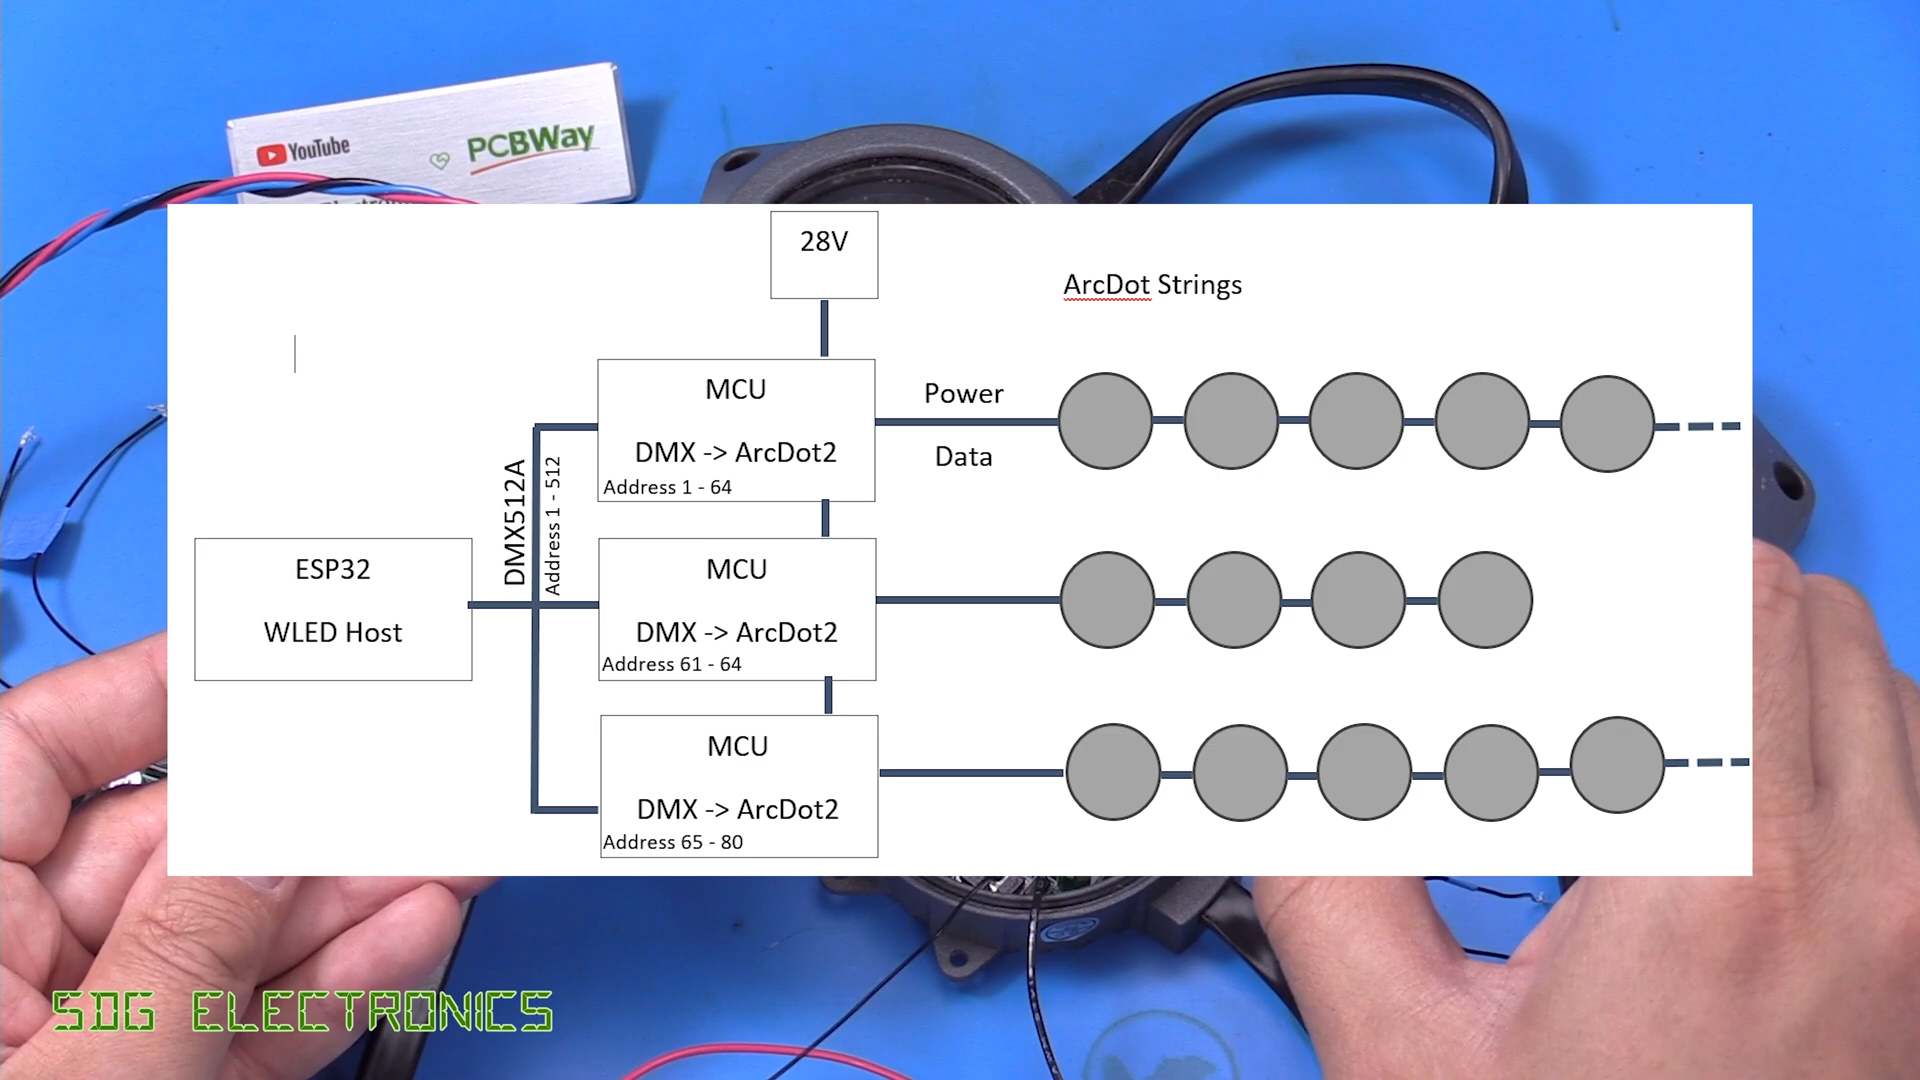 YouTube
PCBWay
28V
ArcDot Strings
MCU
DMX -> ArcDot2
Address 1 - 64
Power
Data
DMX512A
Address 1 - 512
ESP32
WLED Host
MCU
DMX -> ArcDot2
Address 61 - 64
MCU
DMX -> ArcDot2
Address 65 - 80
SDG ELECTRONICS